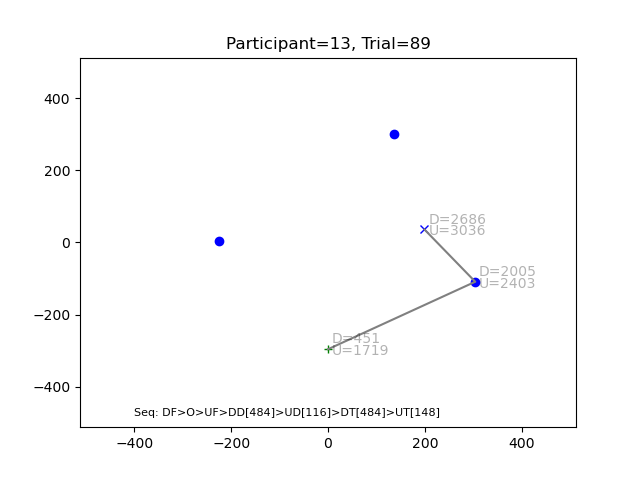 Participant=13, Trial=89
400
200
0
−200
−400
D=2686
U=3036
D=2005
U=2403
D=451
U=1719
Seq: DF>O>UF>DD[484]>UD[116]>DT[484]>UT[148]
−400
−200
0
200
400